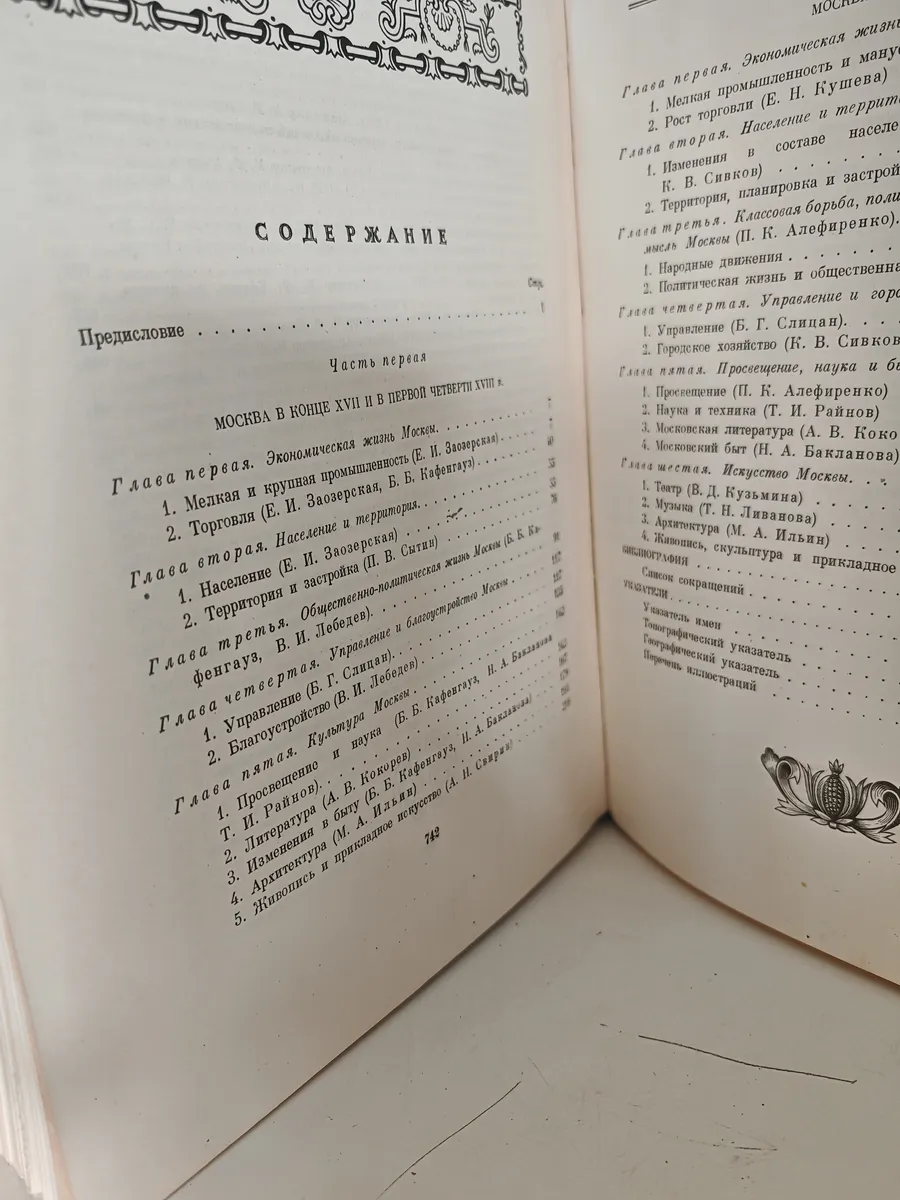 СОДЕРЖАНИЕ
Стр.
Предисловие . . . . . . . . . . . . . . . . 1
Часть первая
МОСКВА В КОНЦЕ XVII И В ПЕРВОЙ ЧЕТВЕРТИ XVIII в.
Глава первая. Экономическая жизнь Москвы. . . . . . . . 7
1. Мелкая и крупная промышленность (Е. И. Заозерская) . . . . 7
2. Торговля (Е. И. Заозерская, Б. Б. Кафенгауз) . . . . . . 40
Глава вторая. Население и территория. . . . . . . . . 55
1. Население (Е. И. Заозерская) . . . . . . . . . 55
2. Территория и застройка (П. В. Сытин) . . . . . . .
Глава третья. Общественно-политическая жизнь Москвы (Б. Б. Ка-
фенгауз, В. И. Лебедев). . . . . . . . . . .
Глава четвертая. Управление и благоустройство Москвы . . . .
1. Управление (Б. Г. Слицан). . . . . . . . . .
2. Благоустройство (В. И. Лебедев) . . . . . . . .
Глава пятая. Культура Москвы . . . . . . . . .
1. Просвещение и наука (Б. Б. Кафенгауз, Н. А. Бакланова
Т. И. Райнов). . . . . . . . . . . .
2. Литература (А. В. Кокорев) . . . . . . . . .
3. Изменения в быту (Б. Б. Кафенгауз, Н. А. Бакланова) . . .
4. Архитектура (М. А. Ильин) . . . . . . . . .
5. Живопись и прикладное искусство (А. Н. Свирин) . . . .
742
МОСКВА
Глава первая. Экономическая жизнь
1. Мелкая промышленность и ману
2. Рост торговли (Е. Н. Кушева)
Глава вторая. Население и террит
1. Изменения в составе населе
К. В. Сивков) . . . . . . .
2. Территория, планировка и застрой
Глава третья. Классовая борьба, поли
мысль Москвы (П. К. Алефиренко).
1. Народные движения . . . . . . .
2. Политическая жизнь и общественна
Глава четвертая. Управление и горо
1. Управление (Б. Г. Слицан). . . .
2. Городское хозяйство (К. В. Сивков
Глава пятая. Просвещение, наука и бы
1. Просвещение (П. К. Алефиренко)
2. Наука и техника (Т. И. Райнов)
3. Московская литература (А. В. Коко
4. Московский быт (Н. А. Бакланова)
Глава шестая. Искусство Москвы. . .
1. Театр (В. Д. Кузьмина) . . . .
2. Музыка (Т. Н. Ливанова) . . . .
3. Архитектура (М. А. Ильин) . . . .
4. Живопись, скульптура и прикладное
БИБЛИОГРАФИЯ . . . . . . . .
Список сокращений . . . . . . .
УКАЗАТЕЛИ . . . . . . . .
Указатель имен . . . . . . .
Топографический указатель . . . . .
Географический указатель . . . . .
Перечень иллюстраций . . . . .